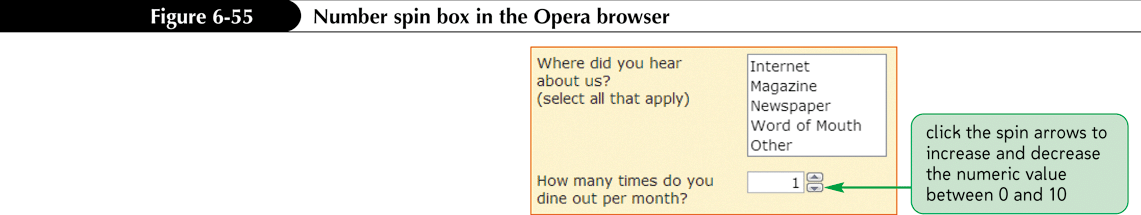 Figure 6-55 Number spin box in the Opera browser
Where did you hear
about us?
(select all that apply)
Internet
Magazine
Newspaper
Word of Mouth
Other
How many times do you
dine out per month?
1
click the spin arrows to
increase and decrease
the numeric value
between 0 and 10